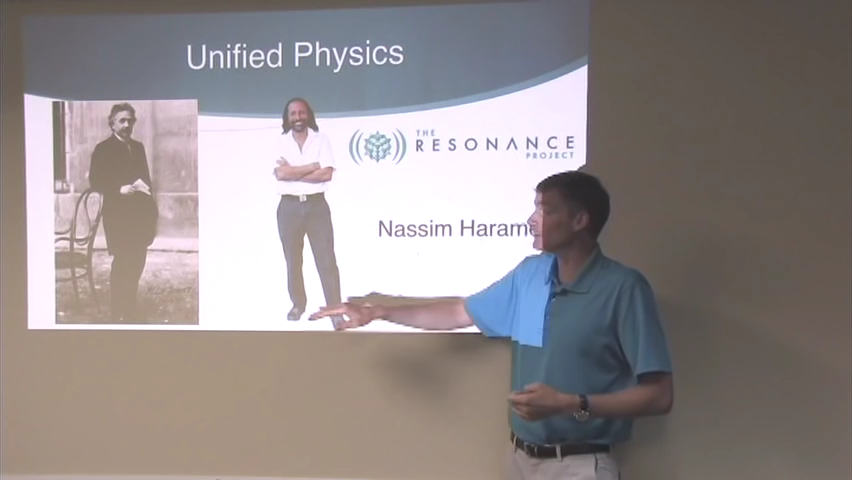 Unified Physics
THE
RESONANCE
PROJECT
Nassim Harame